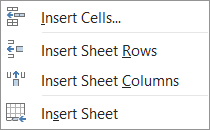 Insert Cells...
Insert Sheet Rows
Insert Sheet Columns
Insert Sheet